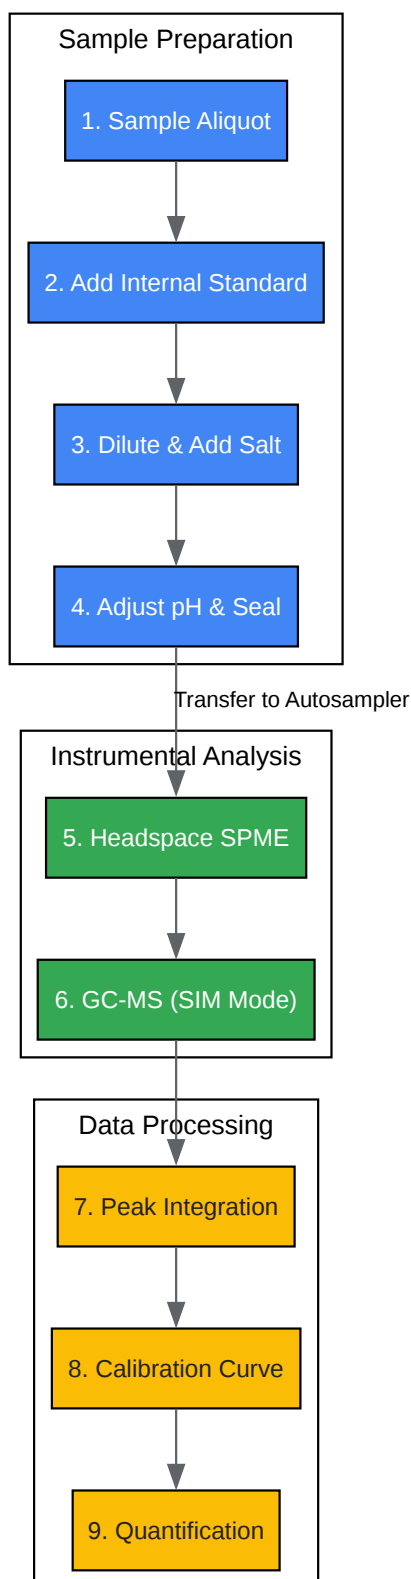 Sample Preparation
1. Sample Aliquot
2. Add Internal Standard
3. Dilute & Add Salt
4. Adjust pH & Seal
Transfer to Autosampler
Instrumental Analysis
5. Headspace SPME
6. GC-MS (SIM Mode)
Data Processing
7. Peak Integration
8. Calibration Curve
9. Quantification